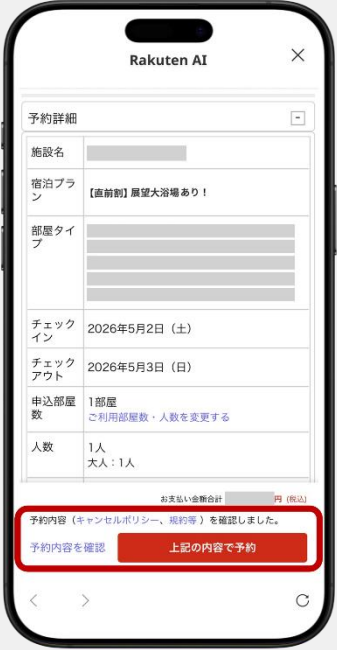 Rakuten AI
予約詳細
施設名
宿泊プラ
ン
【直前割】展望大浴場あり！
部屋タイ
プ
チェック
イン
2026年5月2日（土）
チェック
アウト
2026年5月3日（日）
申込部屋
数
1部屋
ご利用部屋数・人数を変更する
人数
1人
大人：1人
お支払い金額合計 円 (税込)
予約内容（キャンセルポリシー、規約等 ）を確認しました。
予約内容を確認
上記の内容で予約